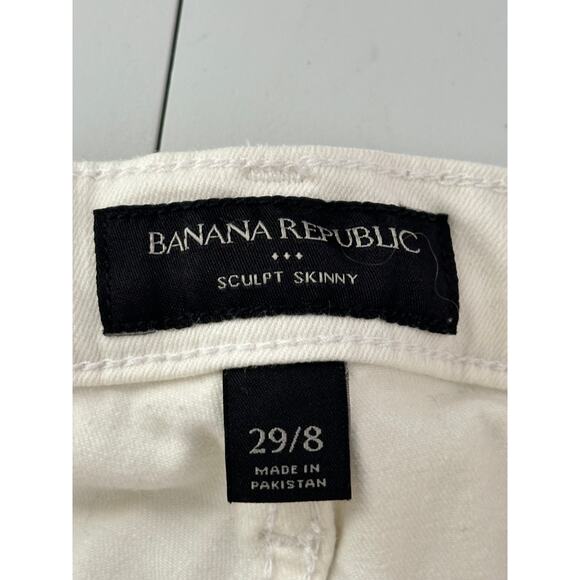 BANANA REPUBLIC
SCULPT SKINNY
29/8
MADE IN
PAKISTAN